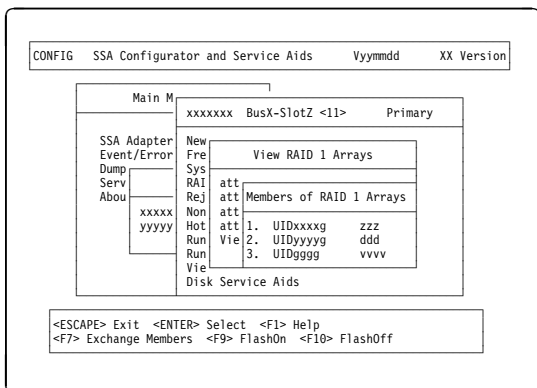 CONFIG SSA Configurator and Service Aids Vyymmdd XX Version
Main M
xxxxxxx BusX-SlotZ <11> Primary
SSA Adapter New
Event/Error Fre View RAID 1 Arrays
Dump Sys
Serv RAI att
Abou Rej att Members of RAID 1 Arrays
xxxxx Non att
yyyyy Hot att 1. UIDxxxxg zzz
Run Vie 2. UIDyyyyg ddd
Run 3. UIDgggg vvvv
Vie
Disk Service Aids
<ESCAPE> Exit <ENTER> Select <F1> Help
<F7> Exchange Members <F9> FlashOn <F10> FlashOff